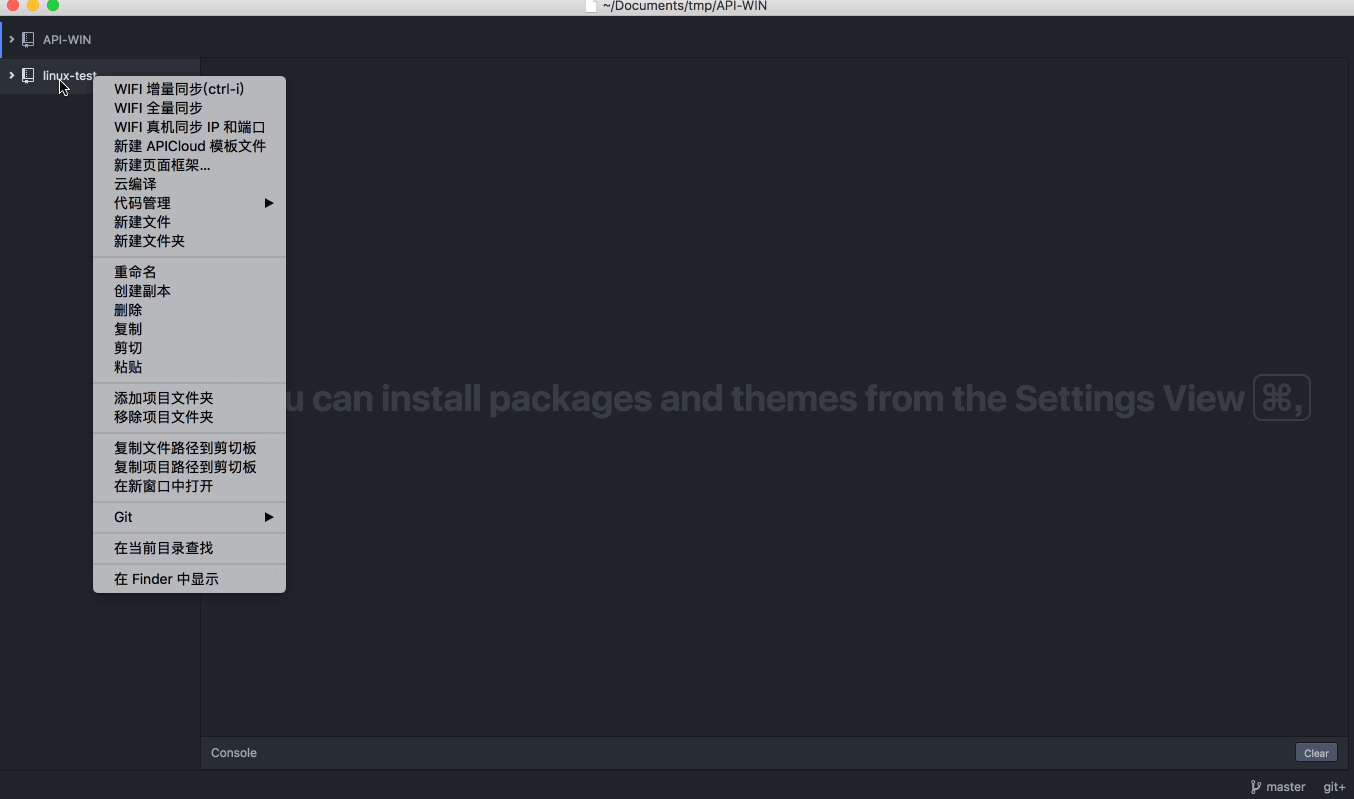 ~/Documents/tmp/API-WIN
API-WIN
linux-test
WIFI 增量同步(ctrl-i)
WIFI 全量同步
WIFI 真机同步 IP 和端口
新建 APICloud 模板文件
新建页面框架...
云编译
代码管理
新建文件
新建文件夹
重命名
创建副本
删除
复制
剪切
粘贴
添加项目文件夹
移除项目文件夹
复制文件路径到剪切板
复制项目路径到剪切板
在新窗口中打开
Git
在当前目录查找
在 Finder 中显示
u can install packages and themes from the Settings View ⌘,
Console
Clear
master
git+